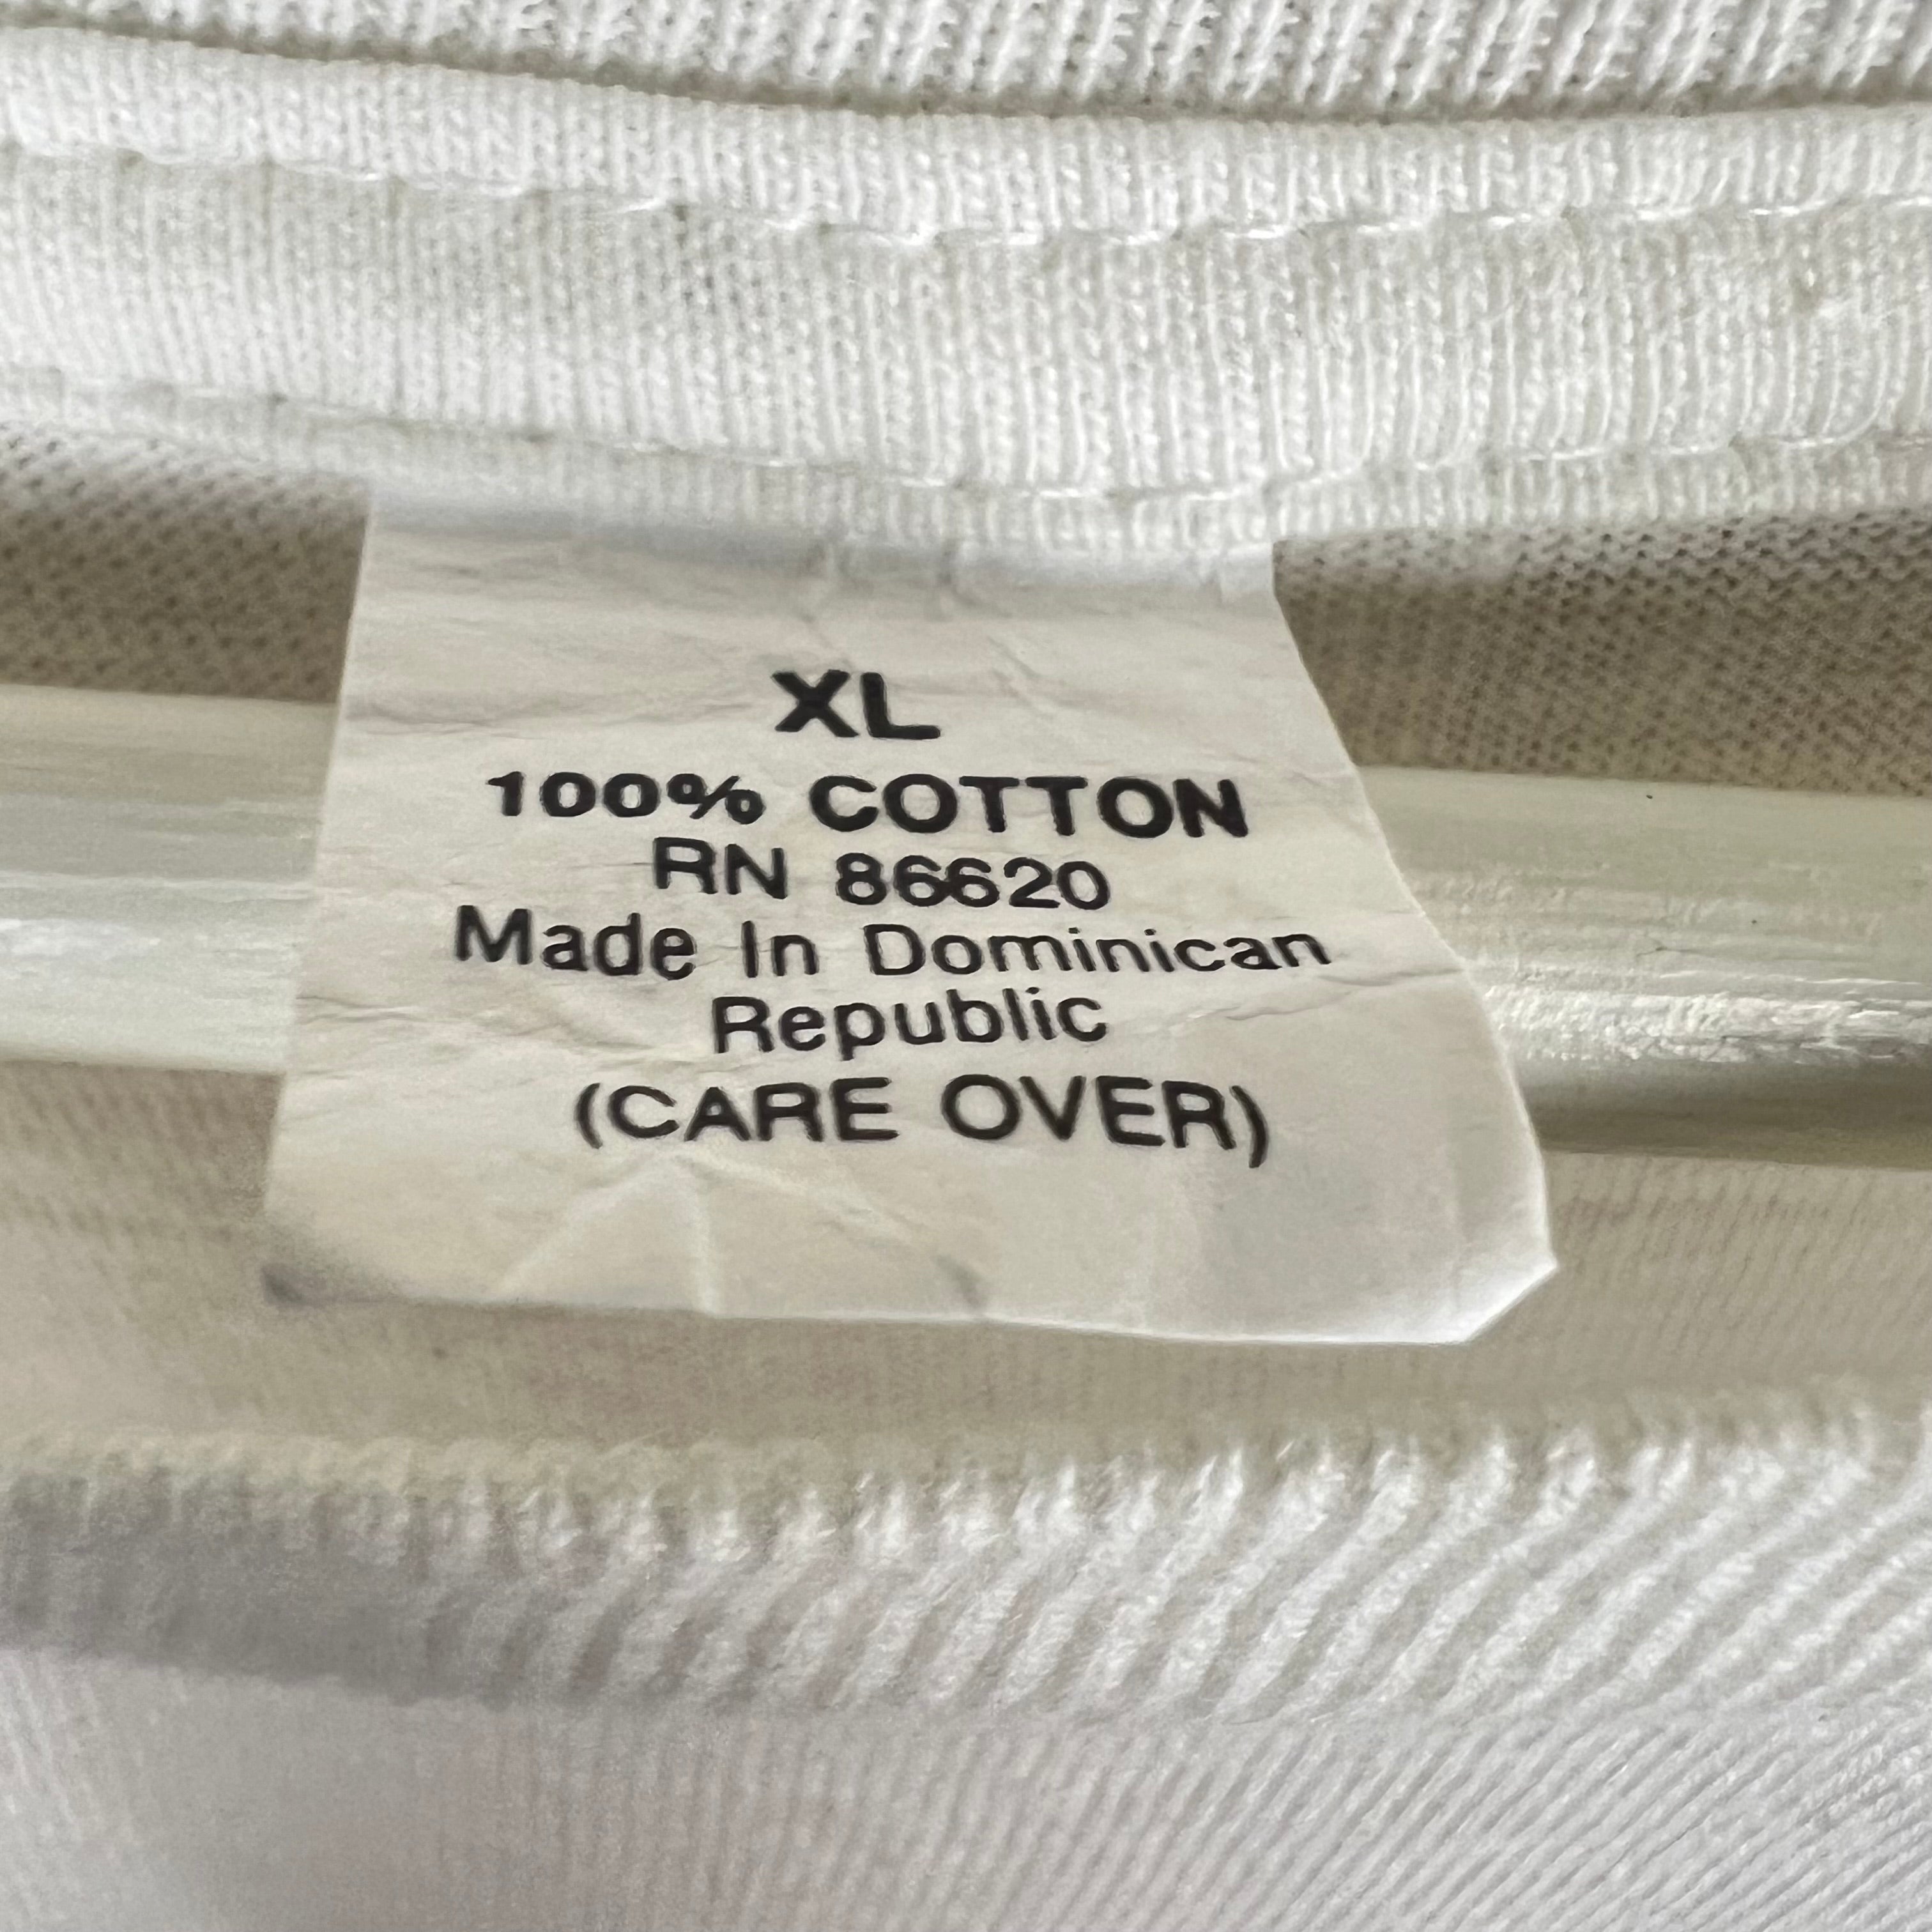 XL
100% COTTON
RN 86620
Made In Dominican
Republic
(CARE OVER)